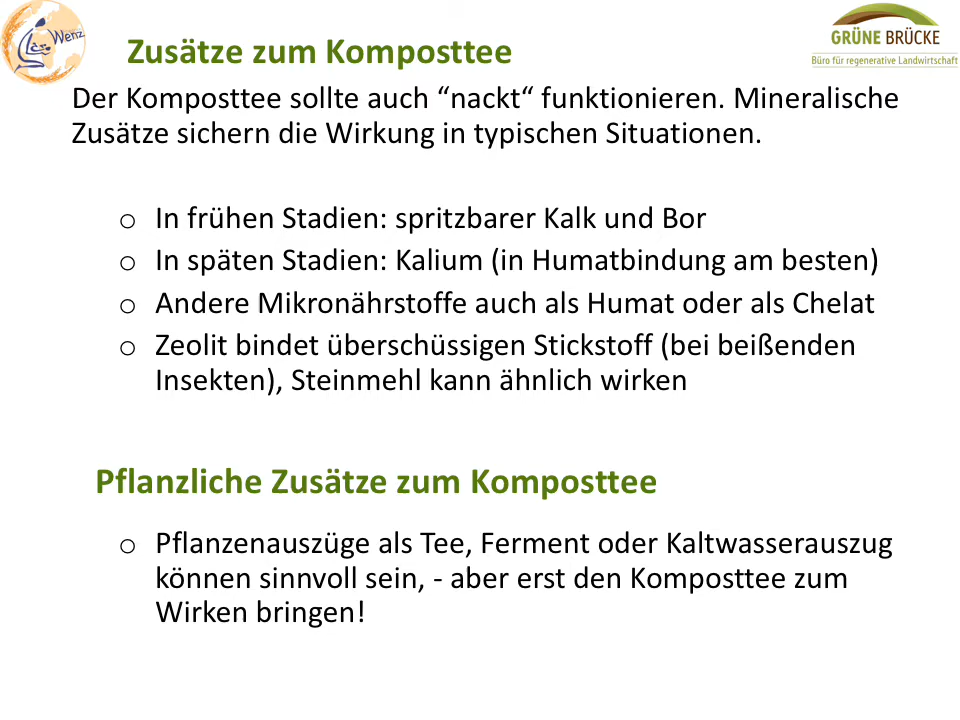 Wenz
Zusätze zum Komposttee
GRÜNE BRÜCKE
Büro für regenerative Landwirtschaft
Der Komposttee sollte auch “nackt“ funktionieren. Mineralische
Zusätze sichern die Wirkung in typischen Situationen.
o In frühen Stadien: spritzbarer Kalk und Bor
o In späten Stadien: Kalium (in Humatbindung am besten)
o Andere Mikronährstoffe auch als Humat oder als Chelat
o Zeolit bindet überschüssigen Stickstoff (bei beißenden
Insekten), Steinmehl kann ähnlich wirken
Pflanzliche Zusätze zum Komposttee
o Pflanzenauszüge als Tee, Ferment oder Kaltwasserauszug
können sinnvoll sein, - aber erst den Komposttee zum
Wirken bringen!